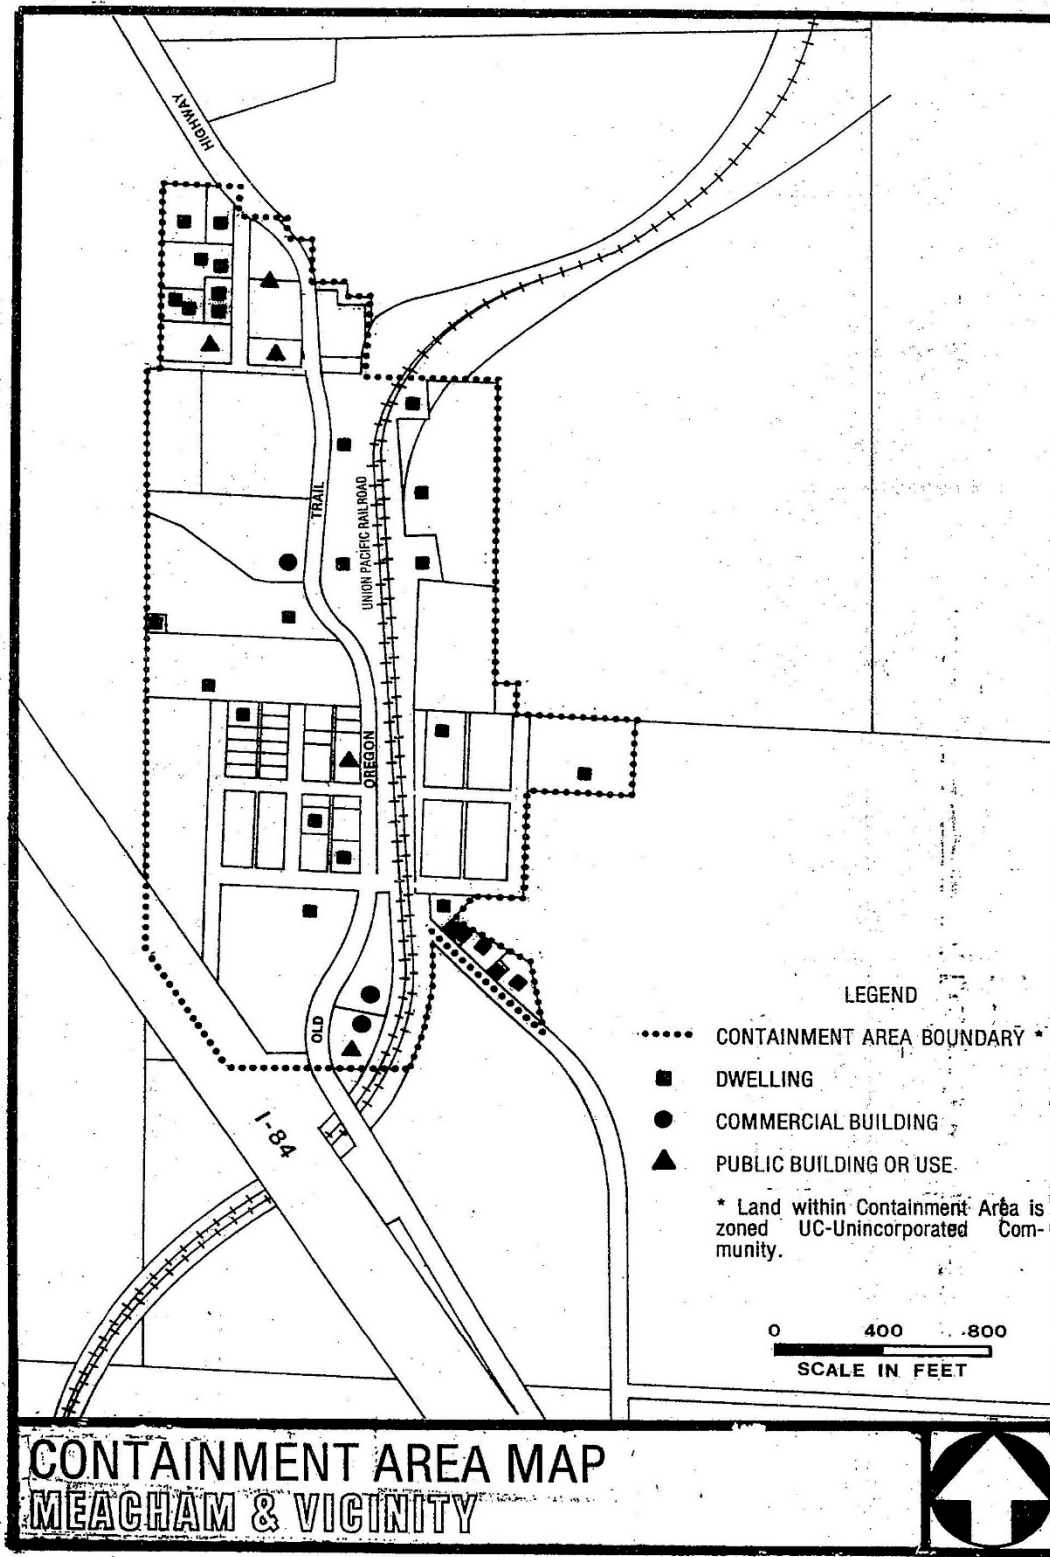 HIGHWAY
TRAIL
UNION PACIFIC RAILROAD
OREGON
OLD
I-84
LEGEND
CONTAINMENT AREA BOUNDARY *
DWELLING
COMMERCIAL BUILDING
PUBLIC BUILDING OR USE
* Land within Containment Area is
zoned UC-Unincorporated Com-
munity.
0 400 800
SCALE IN FEET
CONTAINMENT AREA MAP
MEACHAM & VICINITY